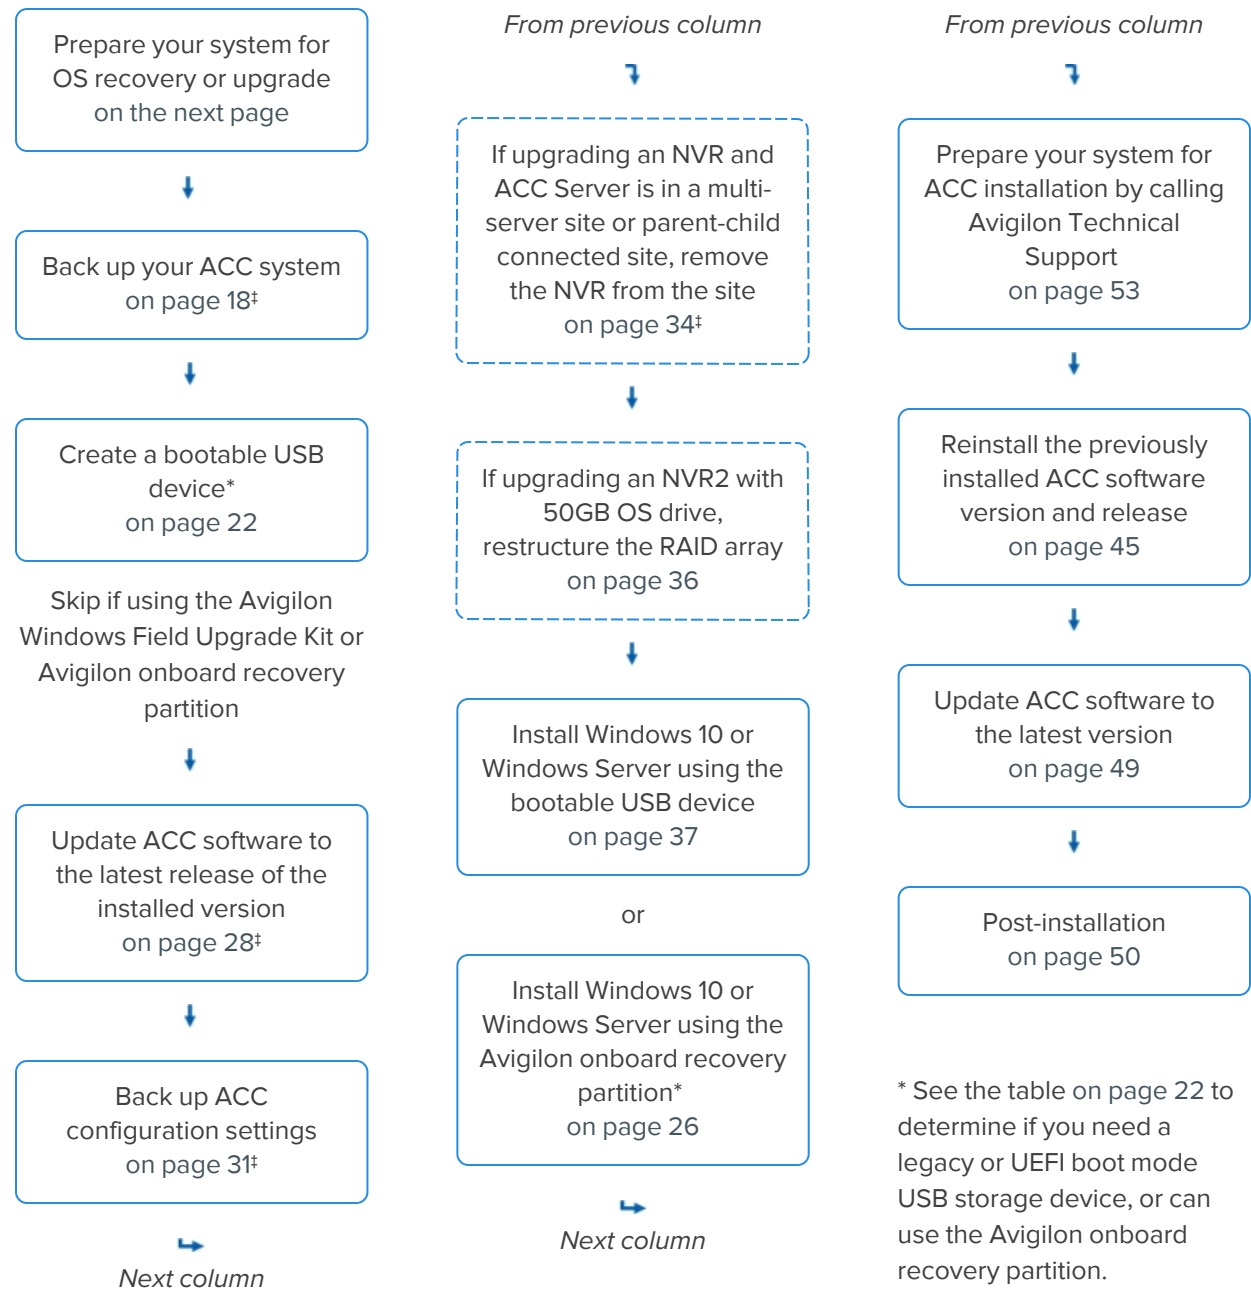 Prepare your system for
OS recovery or upgrade
on the next page
Back up your ACC system
on page 18‡
Create a bootable USB
device*
on page 22
Skip if using the Avigilon
Windows Field Upgrade Kit or
Avigilon onboard recovery
partition
Update ACC software to
the latest release of the
installed version
on page 28‡
Back up ACC
configuration settings
on page 31‡
Next column
From previous column
If upgrading an NVR and
ACC Server is in a multi-
server site or parent-child
connected site, remove
the NVR from the site
on page 34‡
If upgrading an NVR2 with
50GB OS drive,
restructure the RAID array
on page 36
Install Windows 10 or
Windows Server using the
bootable USB device
on page 37
or
Install Windows 10 or
Windows Server using the
Avigilon onboard recovery
partition*
on page 26
Next column
From previous column
Prepare your system for
ACC installation by calling
Avigilon Technical
Support
on page 53
Reinstall the previously
installed ACC software
version and release
on page 45
Update ACC software to
the latest version
on page 49
Post-installation
on page 50
* See the table on page 22 to
determine if you need a
legacy or UEFI boot mode
USB storage device, or can
use the Avigilon onboard
recovery partition.